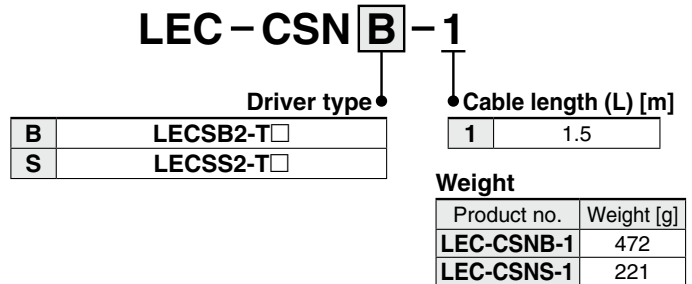 LEC－CSN B－1
Driver type
B LECSB2-T□
S LECSS2-T□
Cable length (L) [m]
1 1.5
Weight
Product no. Weight [g]
LEC-CSNB-1 472
LEC-CSNS-1 221